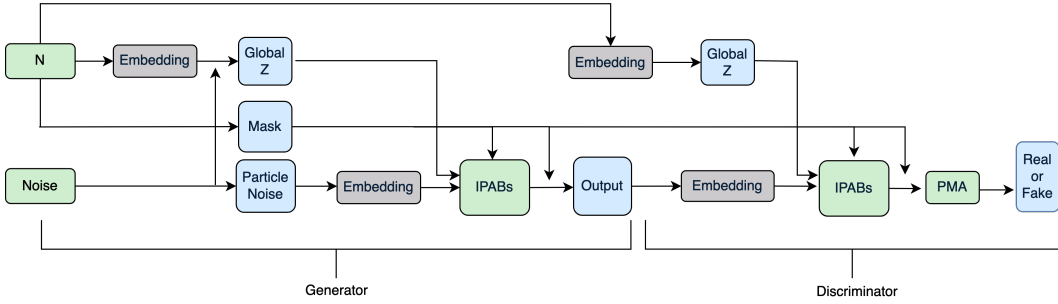 N
Embedding
Global
Z
Embedding
Global
Z
Mask
Noise
Particle
Noise
Embedding
IPABs
Output
Embedding
IPABs
PMA
Real
or
Fake
Generator
Discriminator